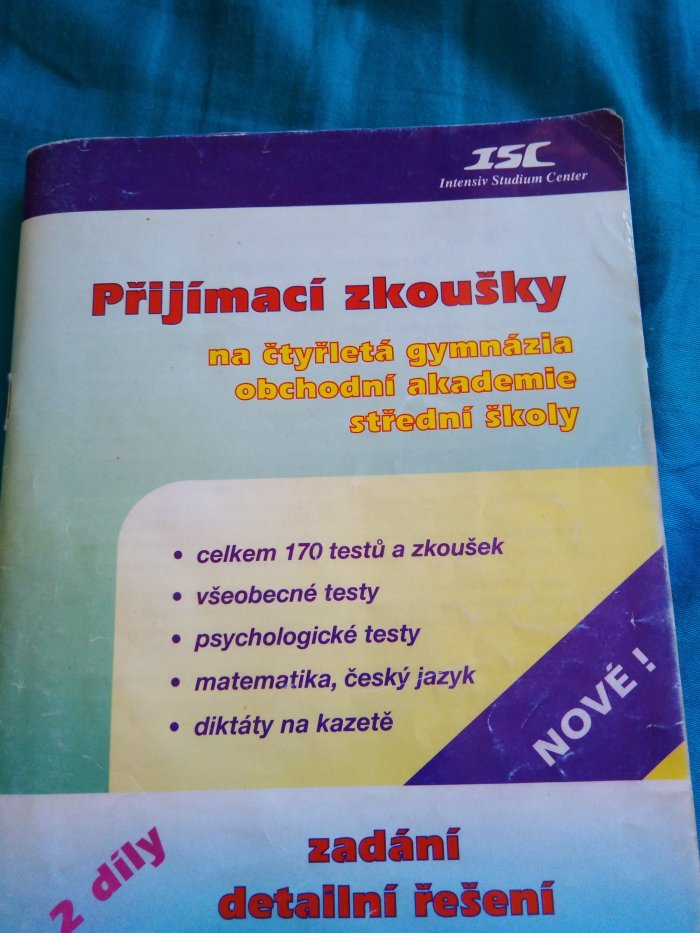 ISC
Intensiv Studium Center
Přijímací zkoušky
na čtyřletá gymnázia
obchodní akademie
střední školy
• celkem 170 testů a zkoušek
• všeobecné testy
• psychologické testy
• matematika, český jazyk
• diktáty na kazetě
NOVÉ !
2 díly
zadání
detailní řešení